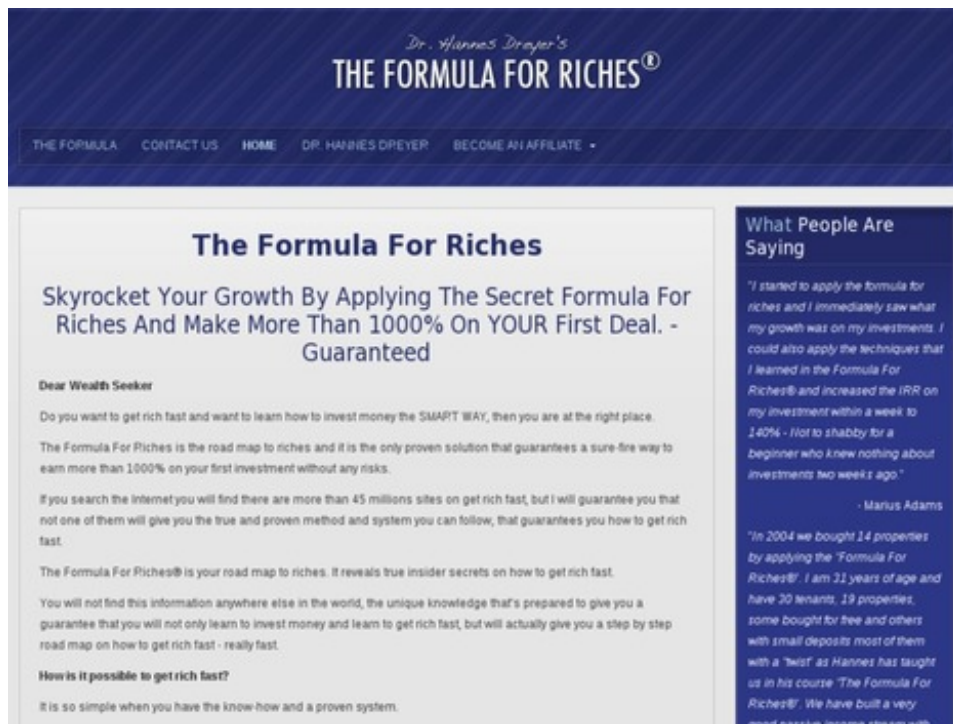 Dr. Hannes Dreyer's
THE FORMULA FOR RICHES®
THE FORMULA CONTACT US HOME DR. HANNES DREYER BECOME AN AFFILIATE
The Formula For Riches
Skyrocket Your Growth By Applying The Secret Formula For
Riches And Make More Than 1000% On YOUR First Deal. -
Guaranteed
Dear Wealth Seeker
Do you want to get rich fast and want to learn how to invest money the SMART WAY, then you are at the right place.
The Formula For Riches is the road map to riches and it is the only proven solution that guarantees a sure-fire way to
earn more than 1000% on your first investment without any risks.
If you search the Internet you will find there are more than 45 millions sites on get rich fast, but I will guarantee you that
not one of them will give you the true and proven method and system you can follow, that guarantees you how to get rich
fast.
The Formula For Riches® is your road map to riches. It reveals true insider secrets on how to get rich fast.
You will not find this information anywhere else in the world, the unique knowledge that's prepared to give you a
guarantee that you will not only learn to invest money and learn to get rich fast, but will actually give you a step by step
road map on how to get rich fast - really fast.
How is it possible to get rich fast?
It is so simple when you have the know-how and a proven system.
What People Are
Saying
"I started to apply the formula for
riches and I immediately saw what
my growth was on my investments. I
could also apply the techniques that
I learned in the Formula For
Riches® and increased the IRR on
my investment within a week to
140% - Not to shabby for a
beginner who knew nothing about
investments two weeks ago."
- Marius Adams
"In 2004 we bought 14 properties
by applying the 'Formula For
Riches®'. I am 31 years of age and
have 30 tenants, 19 properties,
some bought for free and others
with small deposits most of them
with a 'twist' as Hannes has taught
us in his course 'The Formula For
Riches®'. We have built a very
good passive income stream with